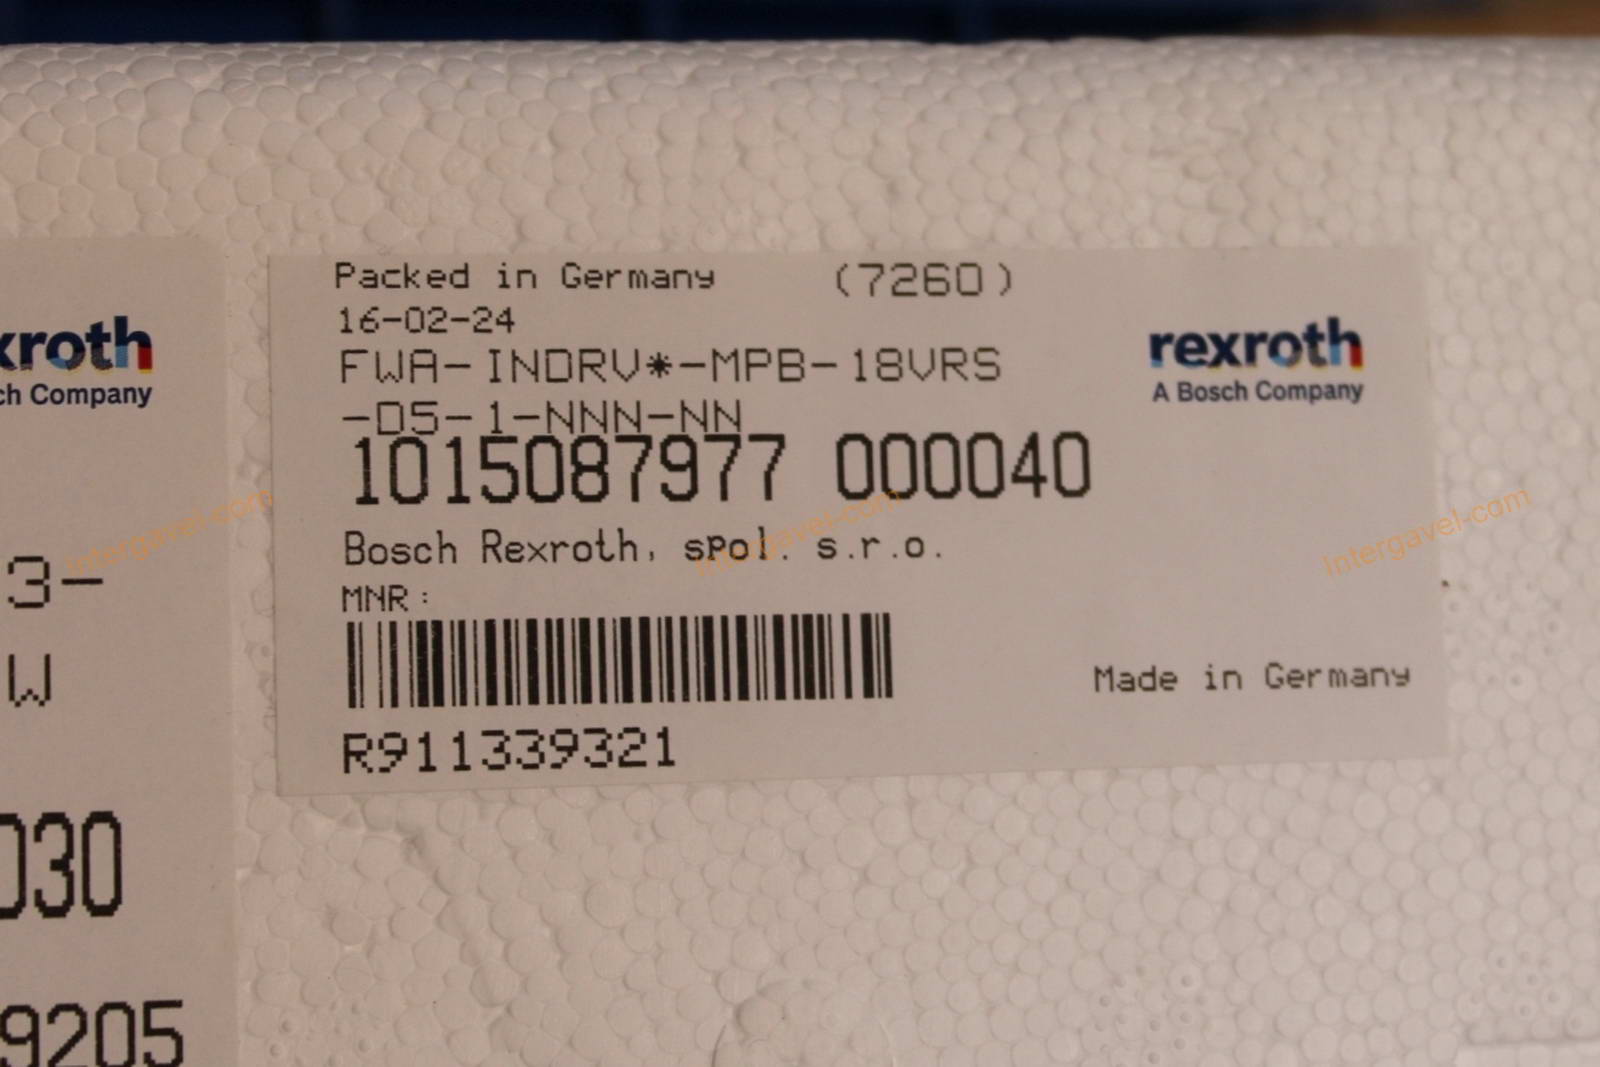 xroth
ch Company
3-
W
030
9205
Packed in Germany (7260)
16-02-24
FWA-INDRV*-MPB-18VRS
-D5-1-NNN-NN
1015087977 000040
Bosch Rexroth, spol. s.r.o.
MNR:
R911339321
rexroth
A Bosch Company
Made in Germany
Intergavel-com
Intergavel-com
Intergavel-com